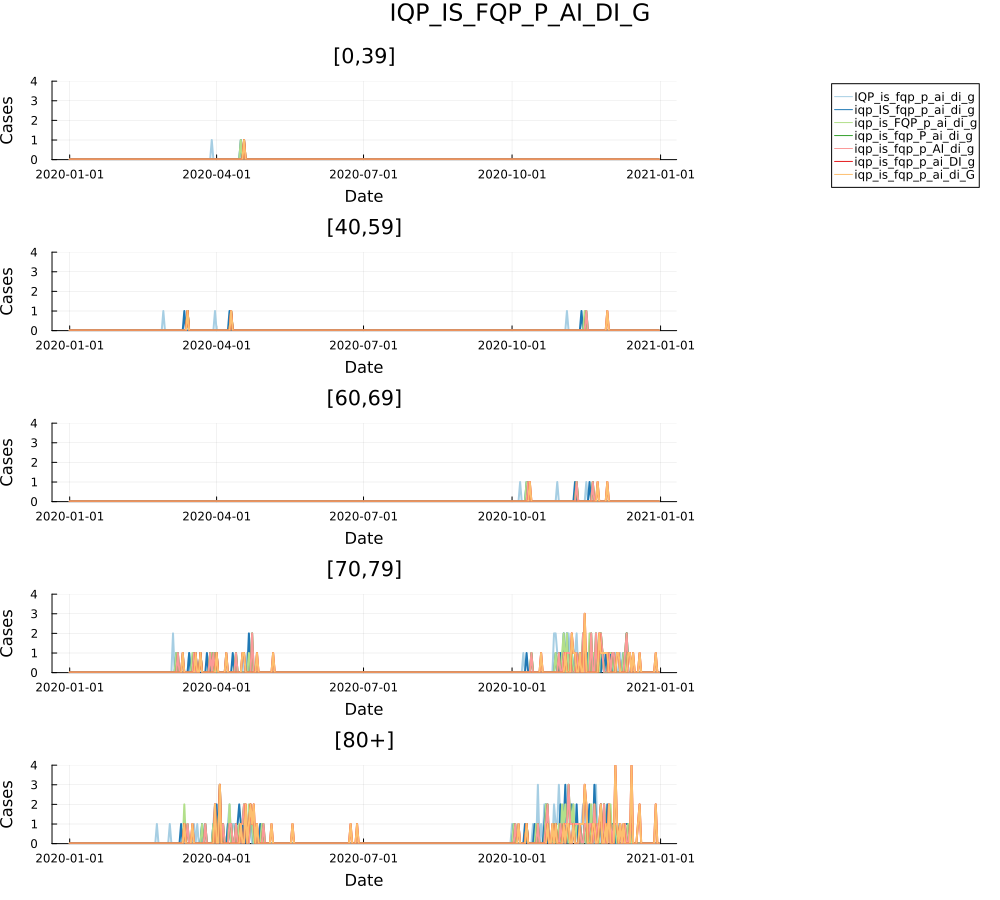 IQP_IS_FQP_P_AI_DI_G
[0,39]
4
3
2
1
0
Cases
2020-01-01 2020-04-01 2020-07-01 2020-10-01 2021-01-01
Date
IQP_is_fqp_p_ai_di_g
iqp_IS_fqp_p_ai_di_g
iqp_is_FQP_p_ai_di_g
iqp_is_fqp_P_ai_di_g
iqp_is_fqp_p_AI_di_g
iqp_is_fqp_p_ai_DI_g
iqp_is_fqp_p_ai_di_G
[40,59]
4
3
2
1
0
Cases
2020-01-01 2020-04-01 2020-07-01 2020-10-01 2021-01-01
Date
[60,69]
4
3
2
1
0
Cases
2020-01-01 2020-04-01 2020-07-01 2020-10-01 2021-01-01
Date
[70,79]
4
3
2
1
0
Cases
2020-01-01 2020-04-01 2020-07-01 2020-10-01 2021-01-01
Date
[80+]
4
3
2
1
0
Cases
2020-01-01 2020-04-01 2020-07-01 2020-10-01 2021-01-01
Date